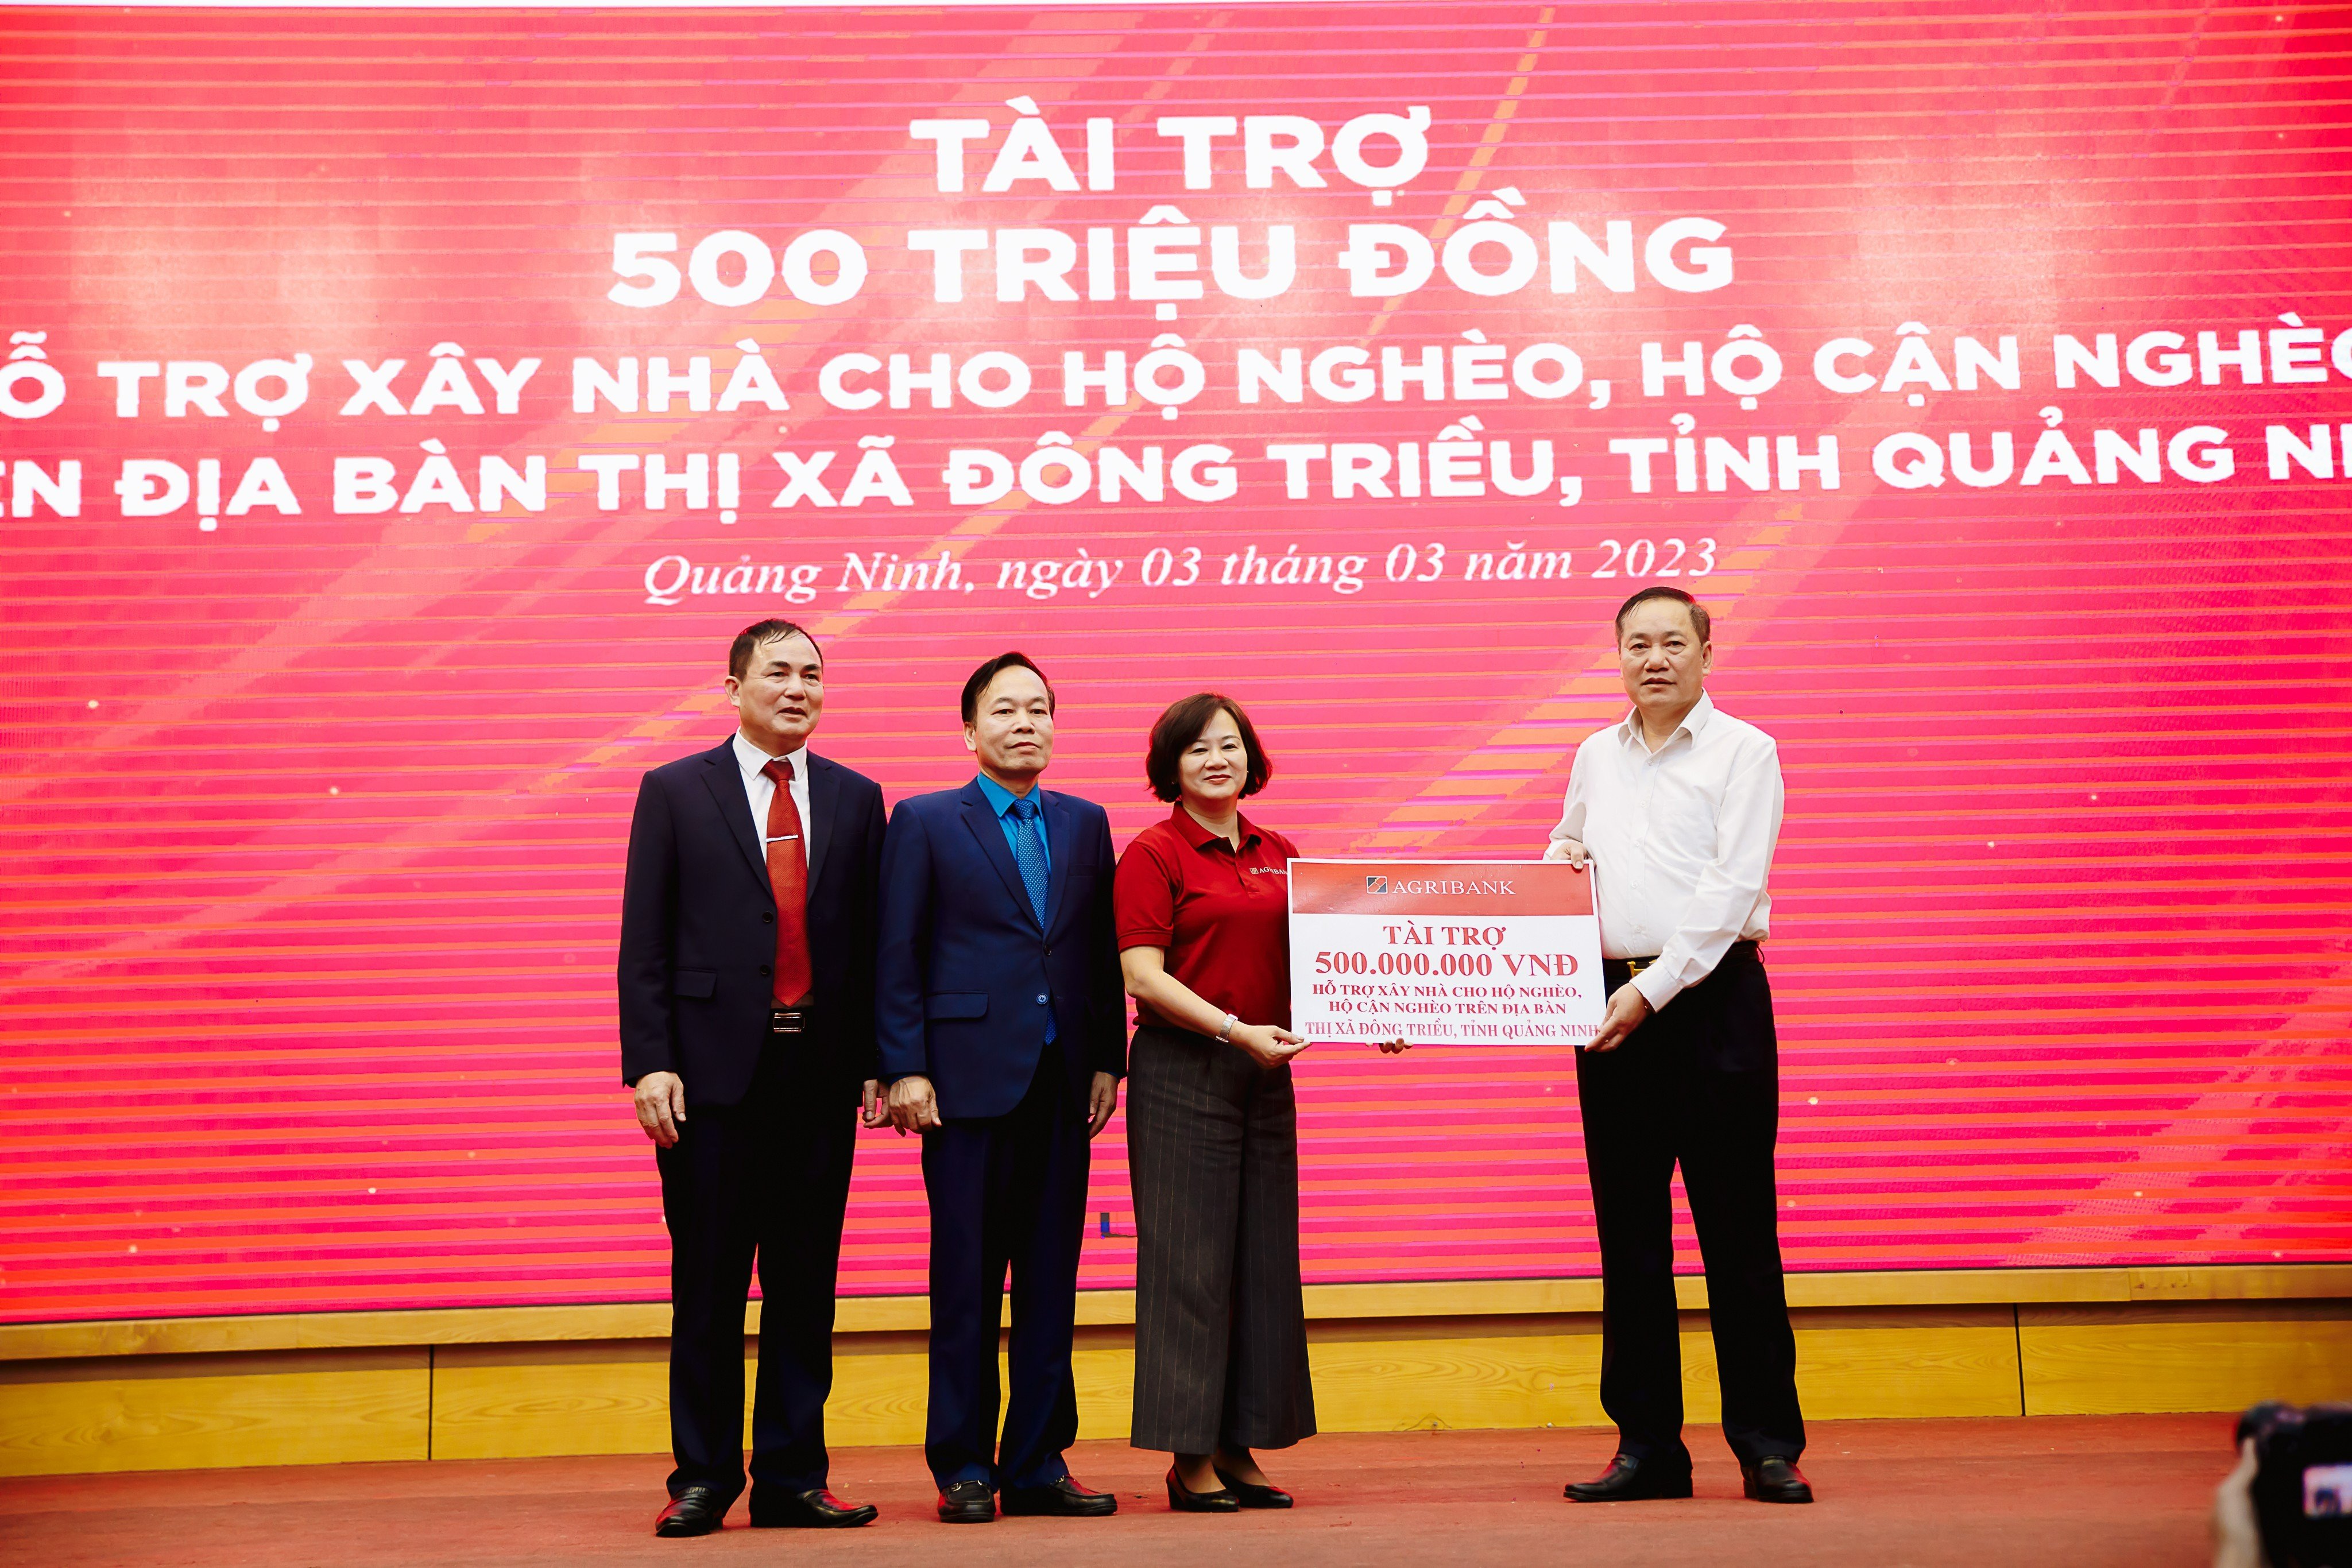 TÀI TRỢ
500 TRIỆU ĐỒNG
TRỢ XÂY NHÀ CHO HỘ NGHÈO, HỘ CẬN NGHÈO
ĐỊA BÀN THỊ XÃ ĐÔNG TRIỀU, TỈNH QUẢNG
Quảng Ninh, ngày 03 tháng 03 năm 2023
AGRIBANK
AGRIBANK
TÀI TRỢ
500.000.000 VNĐ
HỖ TRỢ XÂY NHÀ CHO HỘ NGHÈO,
HỘ CẬN NGHÈO TRÊN ĐỊA BÀN
THỊ XÃ ĐÔNG TRIỀU, TỈNH QUẢNG NINH